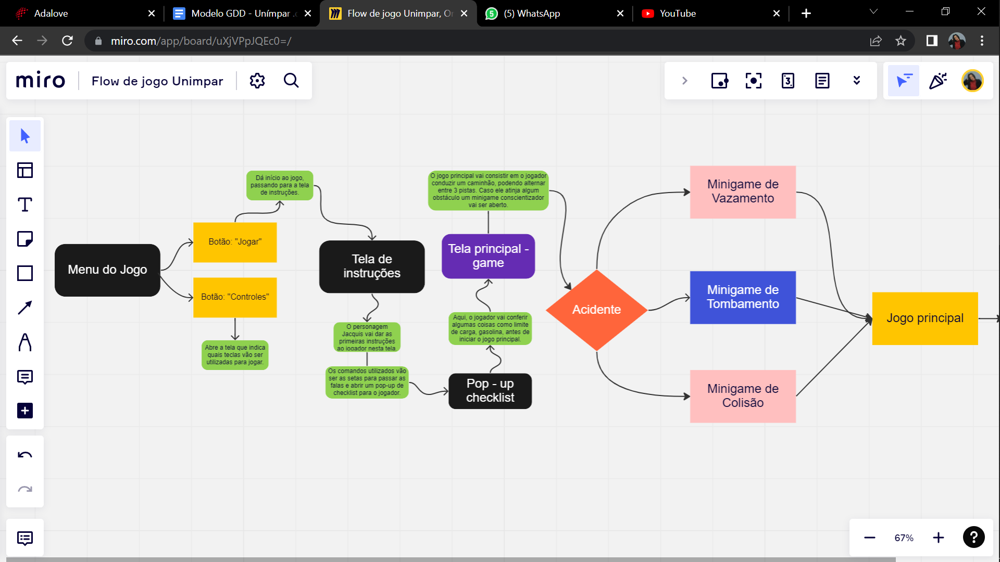 Adalove
Modelo GDD - Unímpar
Flow de jogo Unimpar,
(5) WhatsApp
YouTube
miro.com/app/board/uXjVPpJQEc0=/
miro
Flow de jogo Unimpar
3
Dá início ao jogo,
passando para a tela
de instruções.
O jogo principal vai consistir em o jogador
conduzir um caminhão, podendo alternar
entre 3 pistas. Caso ele atinja algum
obstáculo um minigame conscientizador
vai ser aberto.
Minigame de
Vazamento
Botão: "Jogar"
Menu do Jogo
Botão: "Controles"
Tela de
instruções
Tela principal -
game
Acidente
Minigame de
Tombamento
Jogo principal
Aqui, o jogador vai conferir
algumas coisas como limite
de carga, gasolina, antes de
iniciar o jogo principal.
O personagem
Jacquis vai dar as
primeiras instruções
ao jogador nesta tela.
Abre a tela que indica
quais teclas vão ser
utilizadas para jogar.
Os comandos utilizados vão
ser as setas para passar as
falas e abrir um pop-up de
checklist para o jogador.
Pop - up
checklist
Minigame de
Colisão
67%
?